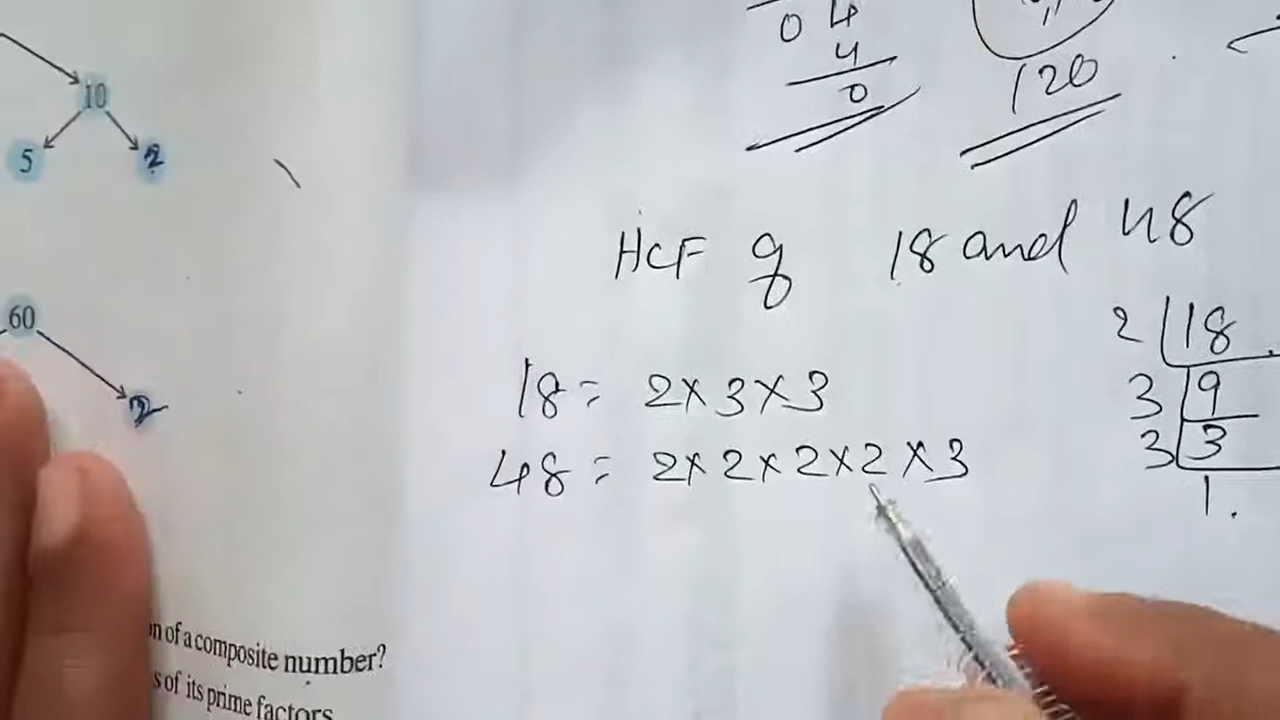 10
5 2
60
2
on of a composite number?
s of its prime factors
0 4
4
0
120
HCF of 18 and 48
18 = 2×3×3
48 = 2×2×2×2×3
2 18
3 9
3 3
1.